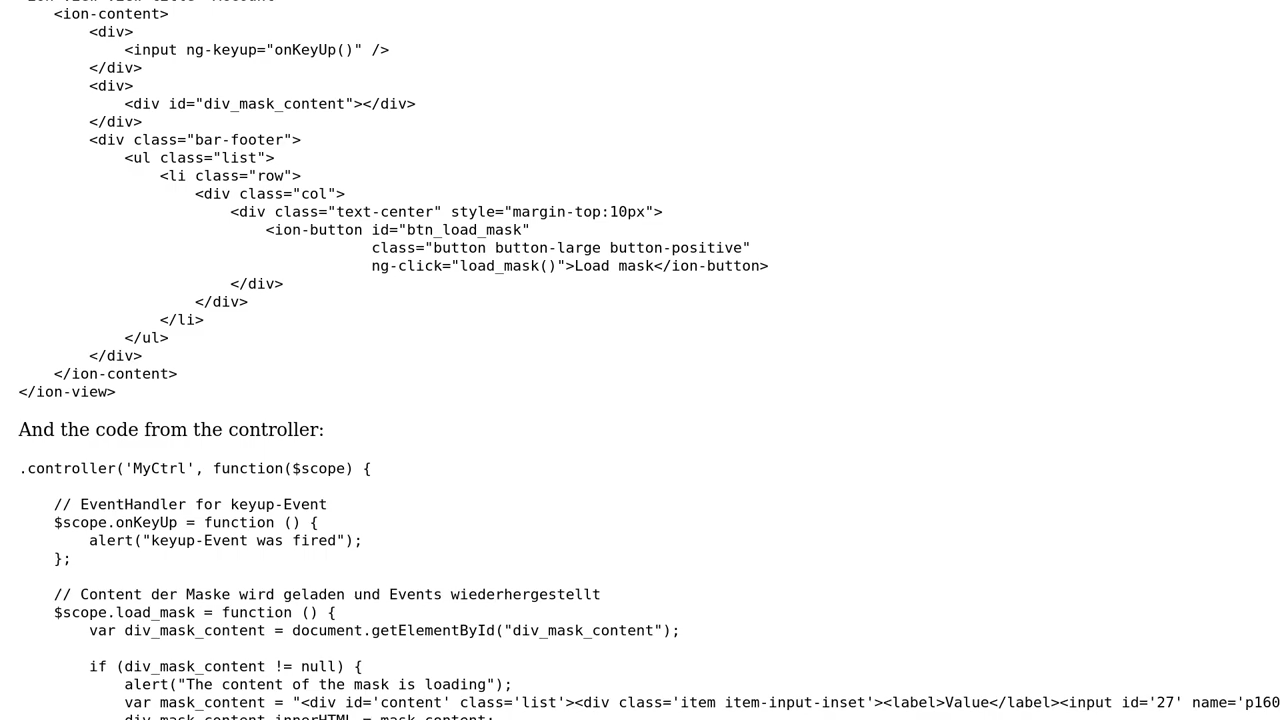 <ion-content>
<div>
<input ng-keyup="onKeyUp()" />
</div>
<div>
<div id="div_mask_content"></div>
</div>
<div class="bar-footer">
<ul class="list">
<li class="row">
<div class="col">
<div class="text-center" style="margin-top:10px">
<ion-button id="btn_load_mask"
class="button button-large button-positive"
ng-click="load_mask()">Load mask</ion-button>
</div>
</div>
</li>
</ul>
</div>
</ion-content>
</ion-view>
And the code from the controller:
.controller('MyCtrl', function($scope) {
// EventHandler for keyup-Event
$scope.onKeyUp = function () {
alert("keyup-Event was fired");
};
// Content der Maske wird geladen und Events wiederhergestellt
$scope.load_mask = function () {
var div_mask_content = document.getElementById("div_mask_content");
if (div_mask_content != null) {
alert("The content of the mask is loading");
var mask_content = "<div id='content' class='list'><div class='item item-input-inset'><label>Value</label><input id='27' name='p160
div_mask_content.innerHTML = mask_content;